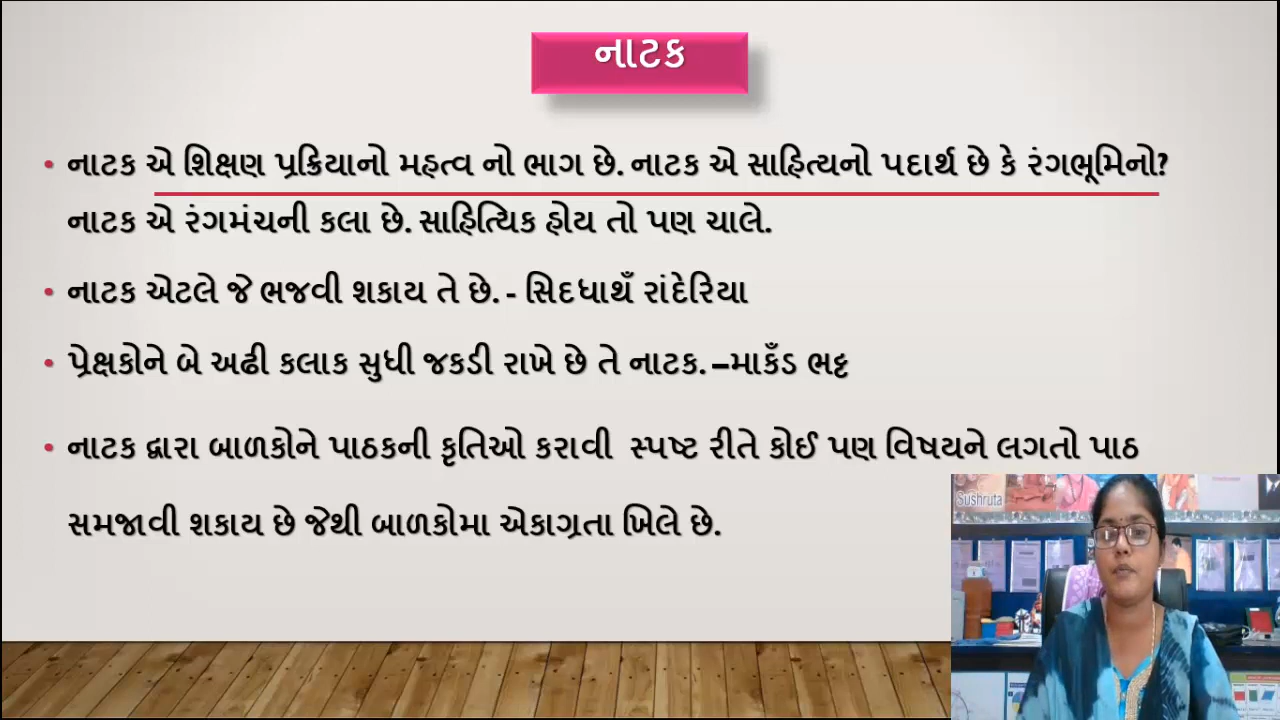 નાટક
નાટક એ શિક્ષણ પ્રક્રિયાનો મહત્વ નો ભાગ છે. નાટક એ સાહિત્યનો પદાર્થ છે કે રંગભૂમિનો?
નાટક એ રંગમંચની કલા છે. સાહિત્યિક હોય તો પણ ચાલે.
નાટક એટલે જે ભજવી શકાય તે છે. - સિદધાથઁ રાંદેરિયા
પ્રેક્ષકોને બે અઢી કલાક સુધી જકડી રાખે છે તે નાટક. –માકઁડ ભટ્ટ
નાટક દ્વારા બાળકોને પાઠકની કૃતિઓ કરાવી સ્પષ્ટ રીતે કોઈ પણ વિષયને લગતો પાઠ
સમજાવી શકાય છે જેથી બાળકોમા એકાગ્રતા ખિલે છે.
Sushruta